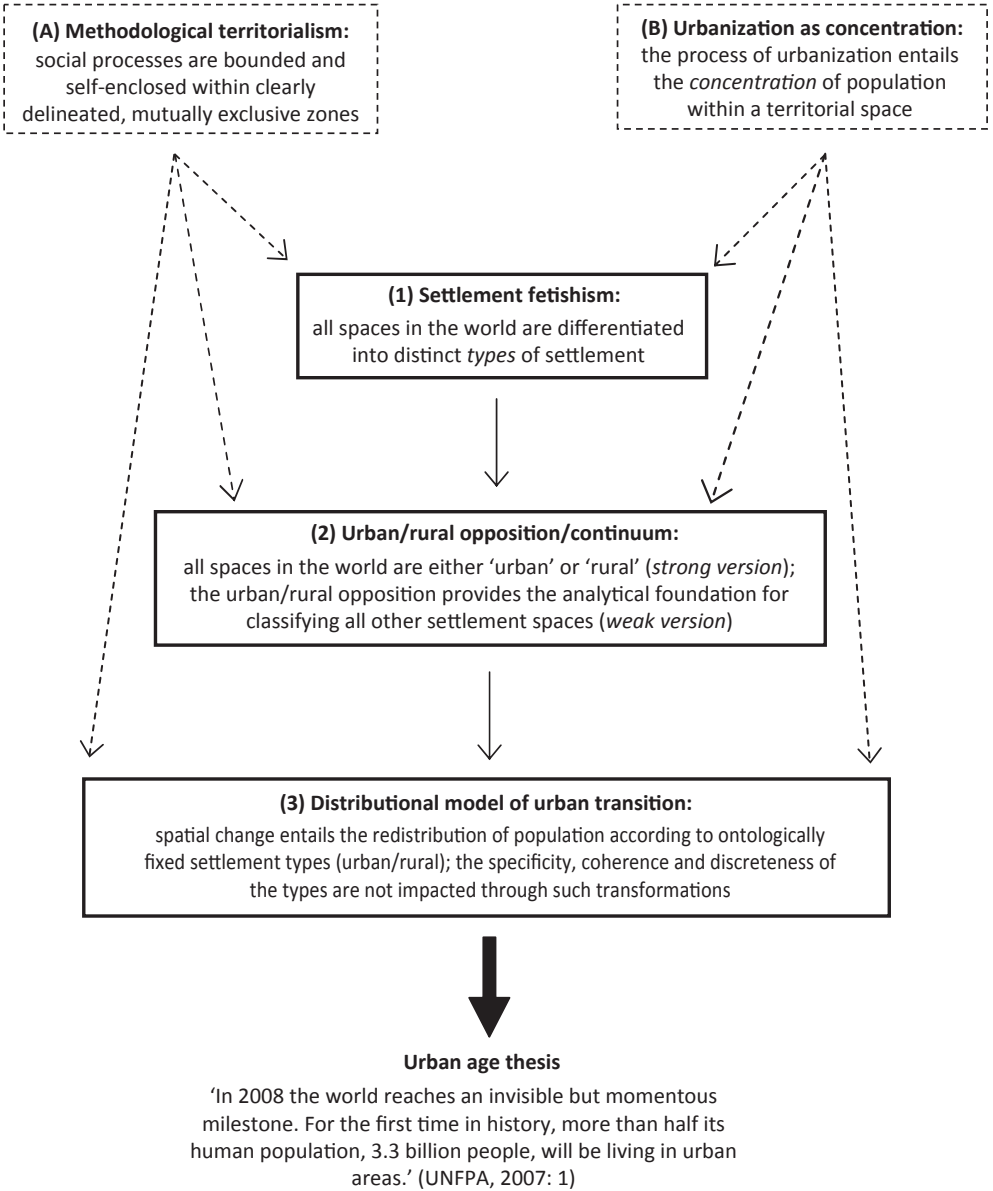 (A) Methodological territorialism:
social processes are bounded and
self-enclosed within clearly
delineated, mutually exclusive zones
(B) Urbanization as concentration:
the process of urbanization entails
the concentration of population
within a territorial space
(1) Settlement fetishism:
all spaces in the world are differentiated
into distinct types of settlement
(2) Urban/rural opposition/continuum:
all spaces in the world are either ‘urban’ or ‘rural’ (strong version);
the urban/rural opposition provides the analytical foundation for
classifying all other settlement spaces (weak version)
(3) Distributional model of urban transition:
spatial change entails the redistribution of population according to ontologically
fixed settlement types (urban/rural); the specificity, coherence and discreteness of
the types are not impacted through such transformations
Urban age thesis
‘In 2008 the world reaches an invisible but momentous
milestone. For the first time in history, more than half its
human population, 3.3 billion people, will be living in urban
areas.’ (UNFPA, 2007: 1)